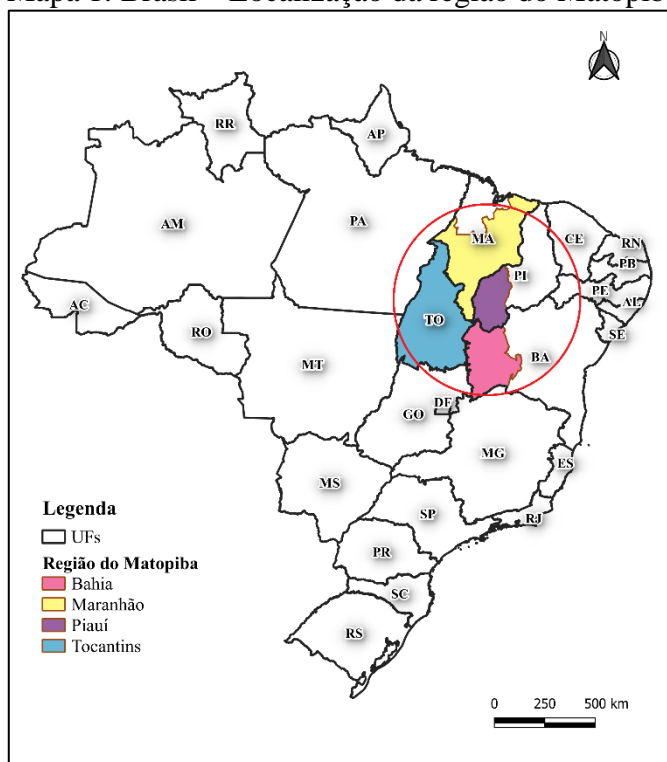 Mapa 1: Brasil – Localização da região do Matopiba
N
RR
AP
AM
PA
MA
CE
RN
PB
PI
PE
AL
AC
TO
SE
RO
BA
MT
DF
GO
MG
ES
MS
SP
RJ
PR
SC
RS
Legenda
UFs
Região do Matopiba
Bahia
Maranhão
Piauí
Tocantins
0 250 500 km